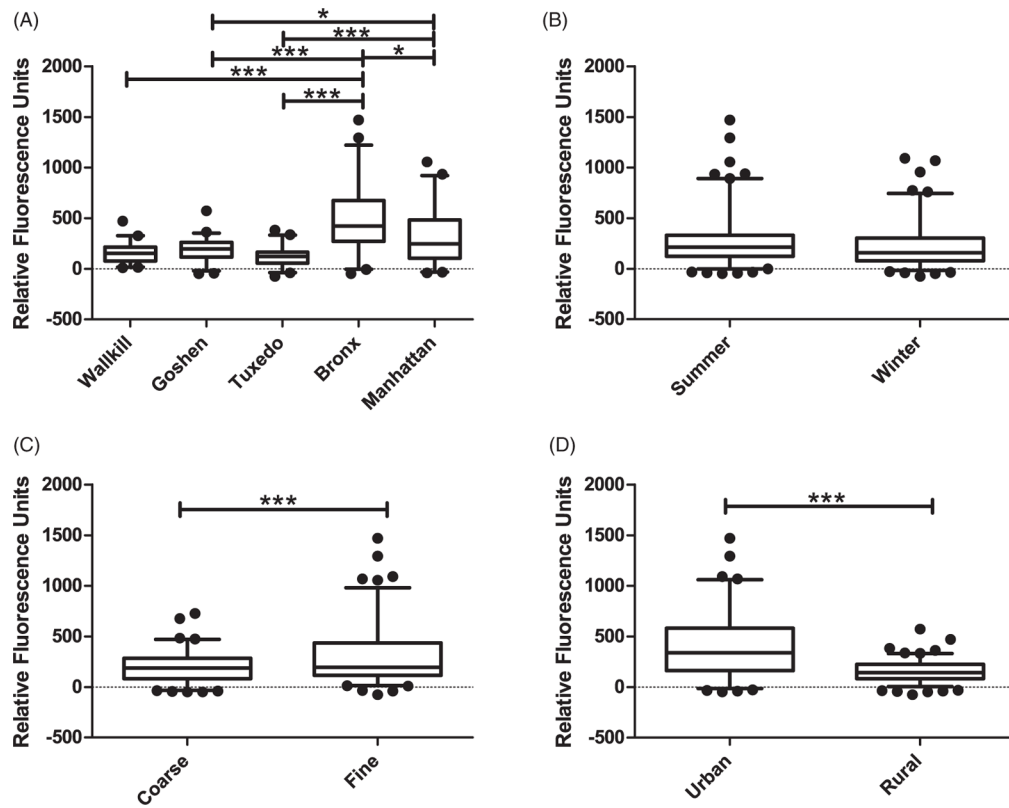 (A)
*
***
***
*
***
***
Relative Fluorescence Units
2000
1500
1000
500
0
-500
Wallkill
Goshen
Tuxedo
Bronx
Manhattan
(B)
Relative Fluorescence Units
2000
1500
1000
500
0
-500
Summer
Winter
(C)
***
Relative Fluorescence Units
2000
1500
1000
500
0
-500
Coarse
Fine
(D)
***
Relative Fluorescence Units
2000
1500
1000
500
0
-500
Urban
Rural